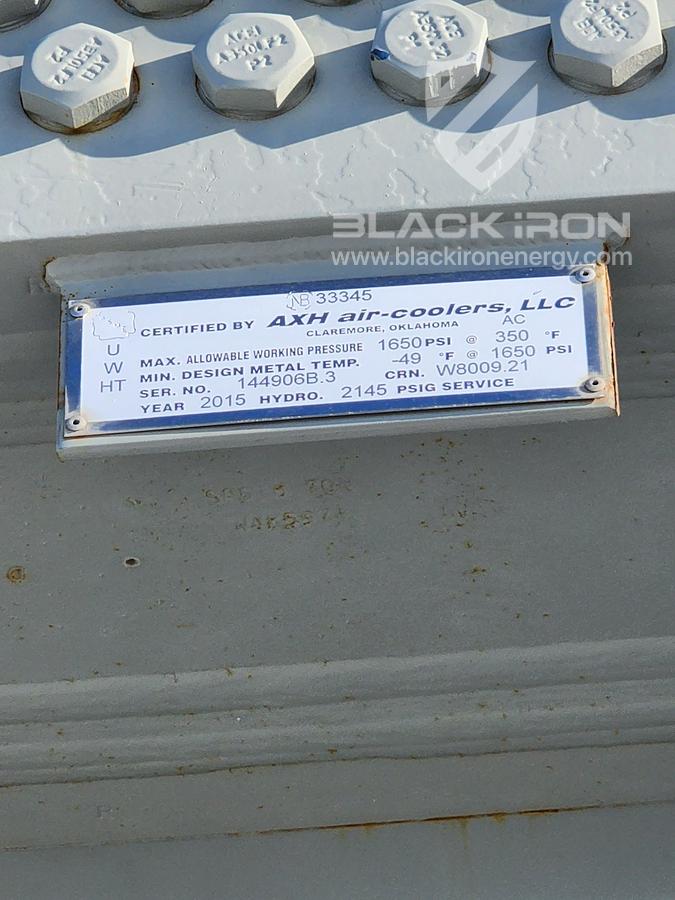 BLACK iRON
www.blackironenergy.com
NB 33345
CERTIFIED BY AXH air-coolers, LLC
CLAREMORE, OKLAHOMA AC
U
W
HT
MAX. ALLOWABLE WORKING PRESSURE 1650 PSI @ 350 °F
MIN. DESIGN METAL TEMP. -49 °F @ 1650 PSI
SER. NO. 144906B.3 CRN. W8009.21
YEAR 2015 HYDRO. 2145 PSIG SERVICE